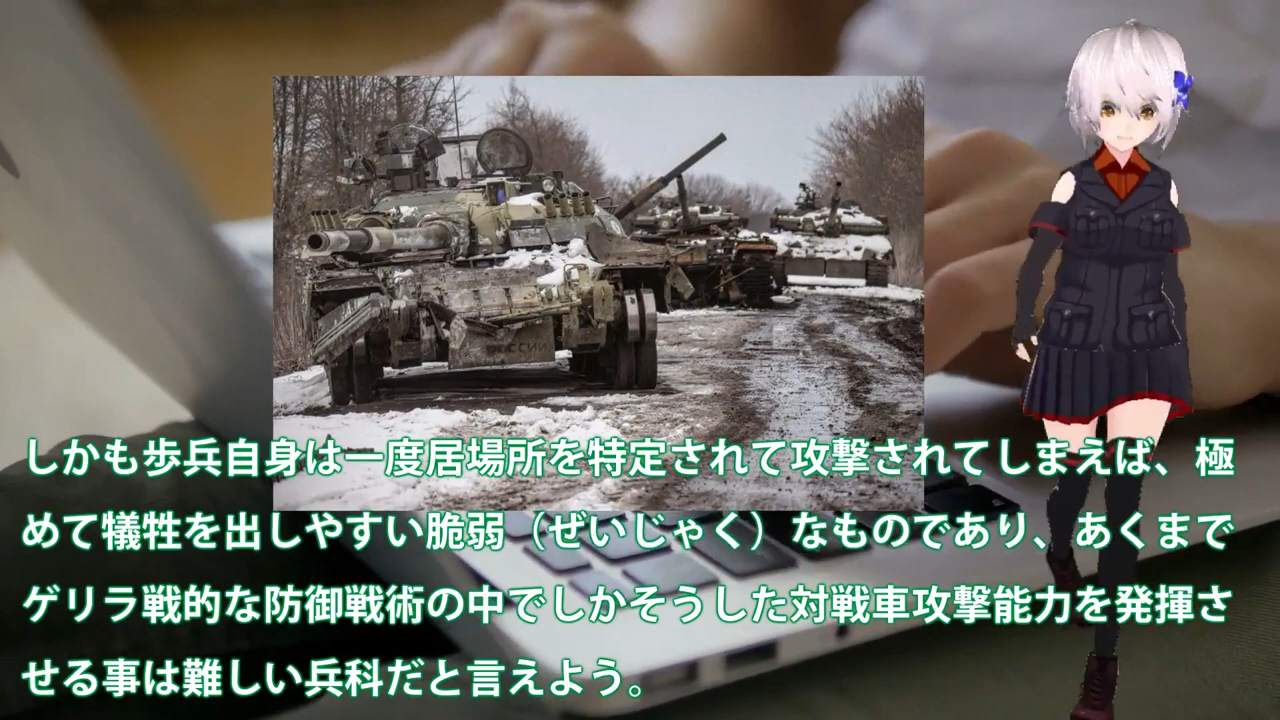 РОССИИ
しかも歩兵自身は一度居場所を特定されて攻撃されてしまえば、極
めて犠牲を出しやすい脆弱（ぜいじゃく）なものであり、あくまで
ゲリラ戦的な防御戦術の中でしかそうした対戦車攻撃能力を発揮さ
せる事は難しい兵科だと言えよう。